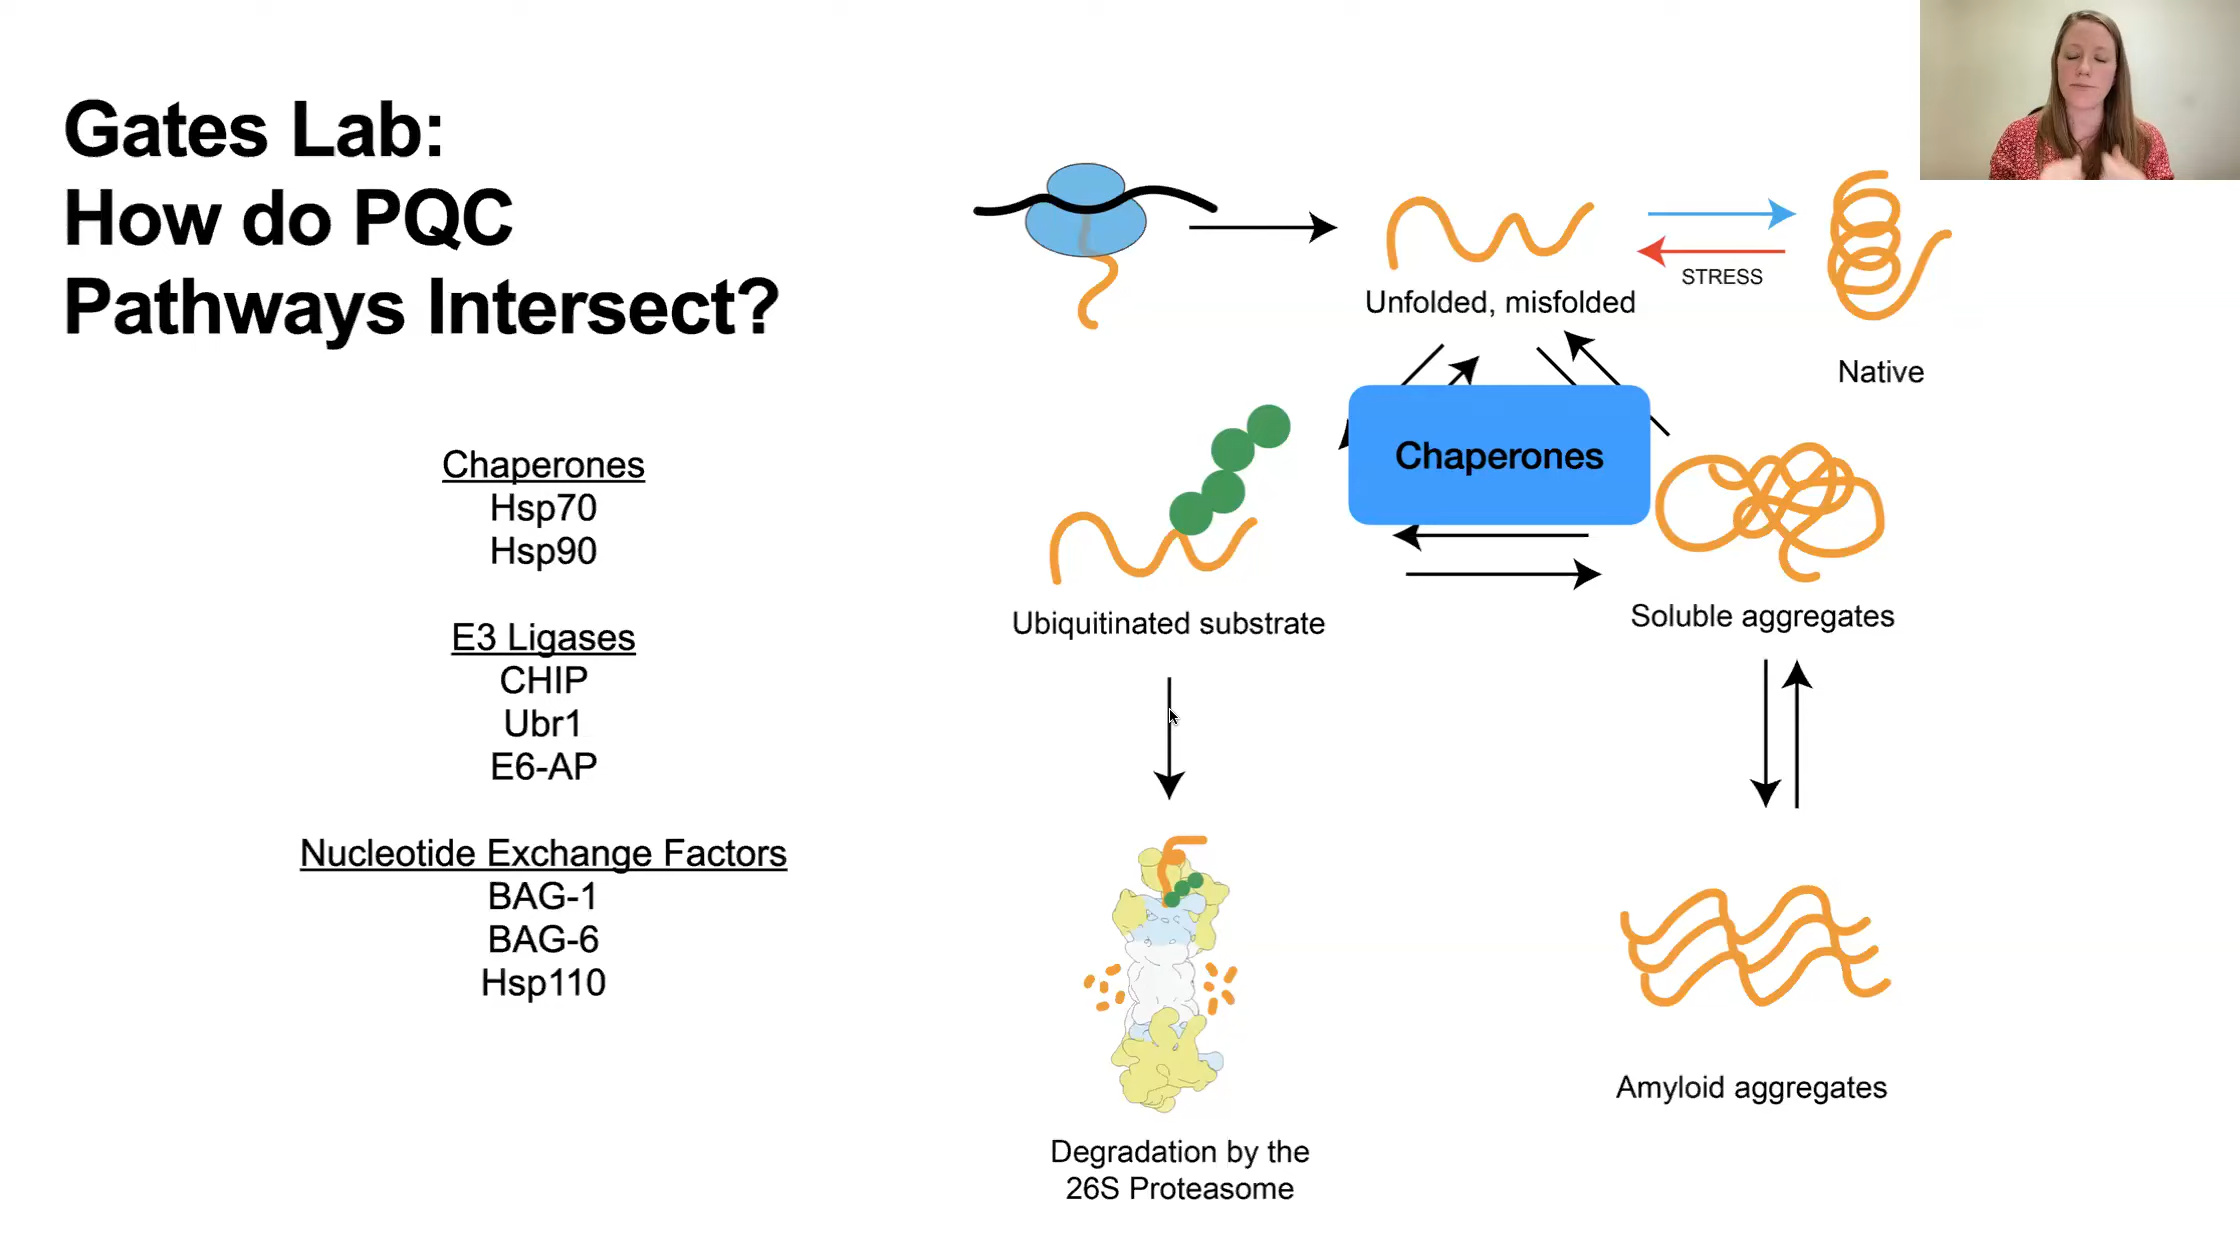 Gates Lab:
How do PQC
Pathways Intersect?
Chaperones
Hsp70
Hsp90
E3 Ligases
CHIP
Ubr1
E6-AP
Nucleotide Exchange Factors
BAG-1
BAG-6
Hsp110
STRESS
Unfolded, misfolded
Native
Chaperones
Ubiquitinated substrate
Soluble aggregates
Amyloid aggregates
Degradation by the
26S Proteasome